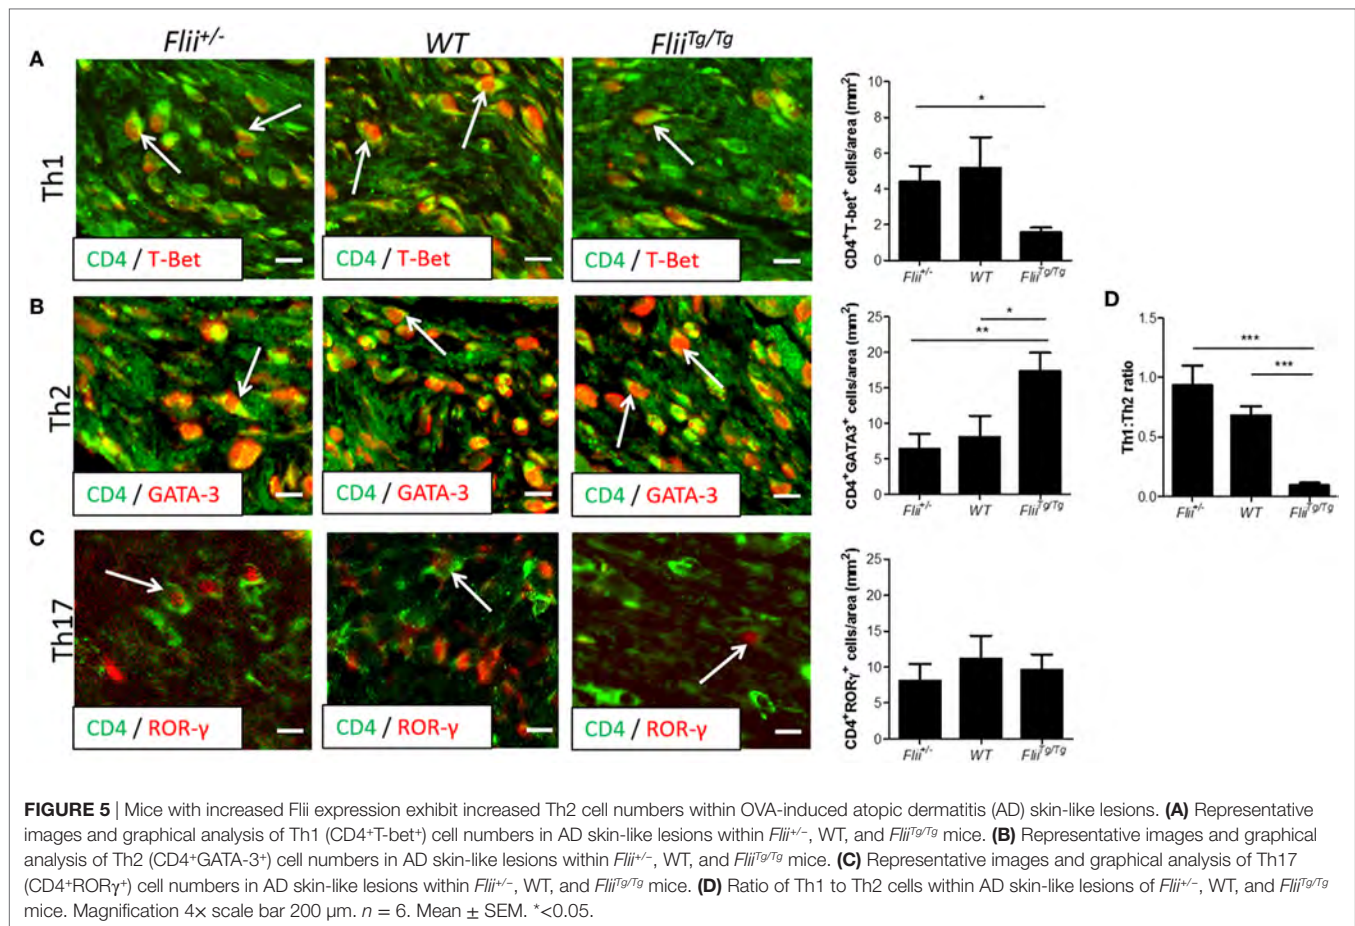 Flii+/-
WT
FliiTg/Tg
A
Th1
CD4 / T-Bet
CD4 / T-Bet
CD4 / T-Bet
CD4+T-bet+ cells/area (mm2)
10
8
6
4
2
0
*
Flii+/-
WT
FliiTg/Tg
B
Th2
CD4 / GATA-3
CD4 / GATA-3
CD4 / GATA-3
CD4+GATA3+ cells/area (mm2)
25
20
15
10
5
0
*
**
Flii+/-
WT
FliiTg/Tg
D
Th1:Th2 ratio
1.5
1.0
0.5
0.0
***
***
Flii+/-
WT
FliiTg/Tg
C
Th17
CD4 / ROR-γ
CD4 / ROR-γ
CD4 / ROR-γ
CD4+RORγ+ cells/area (mm2)
25
20
15
10
5
0
Flii+/-
WT
FliiTg/Tg
FIGURE 5 | Mice with increased Flii expression exhibit increased Th2 cell numbers within OVA-induced atopic dermatitis (AD) skin-like lesions. (A) Representative
images and graphical analysis of Th1 (CD4+T-bet+) cell numbers in AD skin-like lesions within Flii+/−, WT, and FliiTg/Tg mice. (B) Representative images and graphical
analysis of Th2 (CD4+GATA-3+) cell numbers in AD skin-like lesions within Flii+/−, WT, and FliiTg/Tg mice. (C) Representative images and graphical analysis of Th17
(CD4+RORγ+) cell numbers in AD skin-like lesions within Flii+/−, WT, and FliiTg/Tg mice. (D) Ratio of Th1 to Th2 cells within AD skin-like lesions of Flii+/−, WT, and FliiTg/Tg
mice. Magnification 4× scale bar 200 μm. n = 6. Mean ± SEM. *<0.05.